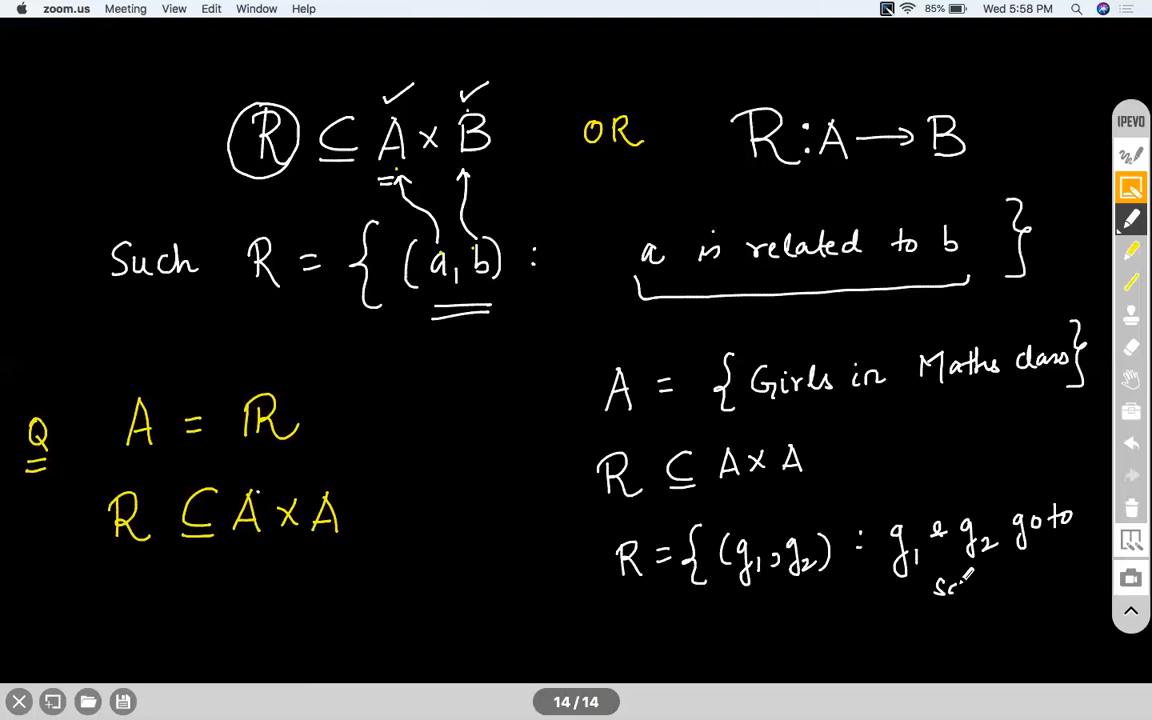 zoom.us Meeting View Edit Window Help 85% Wed 5:58 PM
R ⊆ A × B OR R : A → B
IPEVO
Such R = { (a, b) : a is related to b }
A = { Girls in Maths class }
Q A = ℝ
R ⊆ A × A
R ⊆ A × A
R = { (g₁, g₂) : g₁ & g₂ go to
14 / 14